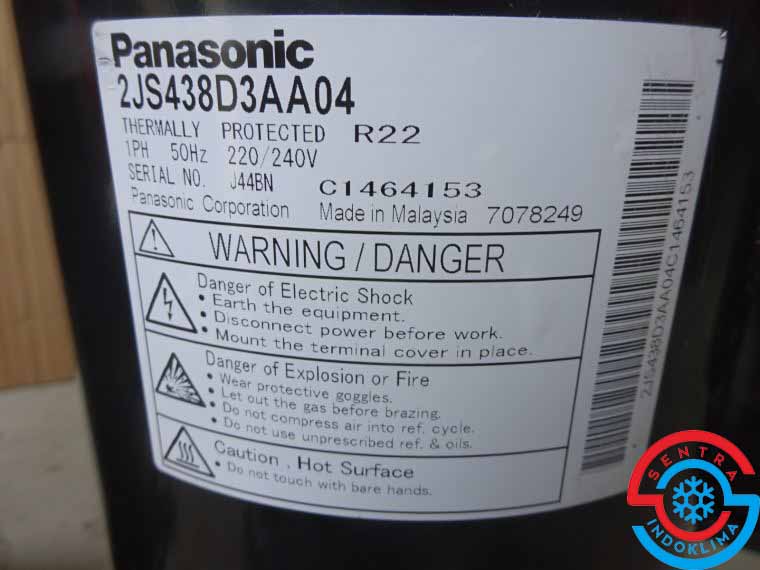 Panasonic
2JS438D3AA04
THERMALLY PROTECTED R22
1PH 50Hz 220/240V
SERIAL NO. J44BN C1464153
Panasonic Corporation Made in Malaysia 7078249
WARNING / DANGER
Danger of Electric Shock
• Earth the equipment.
• Disconnect power before work.
• Mount the terminal cover in place.
Danger of Explosion or Fire
• Wear protective goggles.
• Let out the gas before brazing.
• Do not compress air into ref. cycle.
• Do not use unprescribed ref. & oils.
Caution , Hot Surface
• Do not touch with bare hands.
2JS438D3AA04C1464153
SENTRA
INDOKLIMA